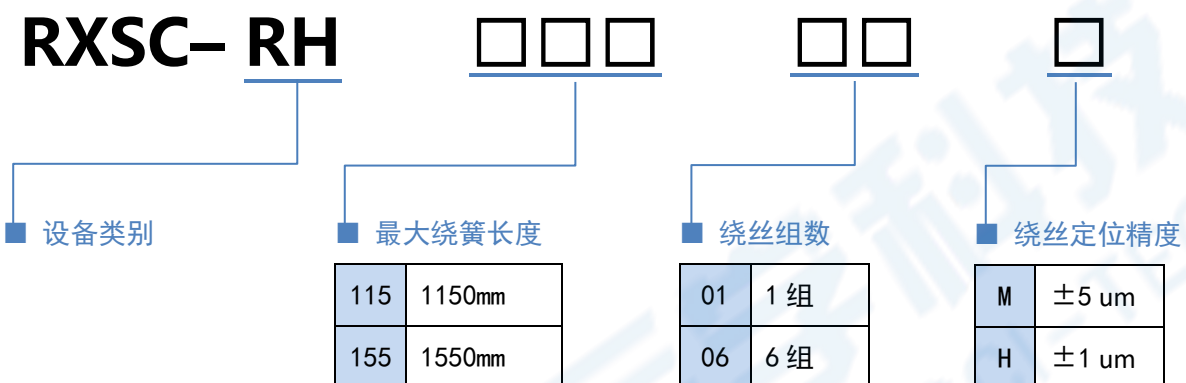 RXSC– RH □□□ □□ □
■ 设备类别 ■ 最大绕簧长度 ■ 绕丝组数 ■ 绕丝定位精度
115 1150mm 01 1 组 M ±5 um
155 1550mm 06 6 组 H ±1 um